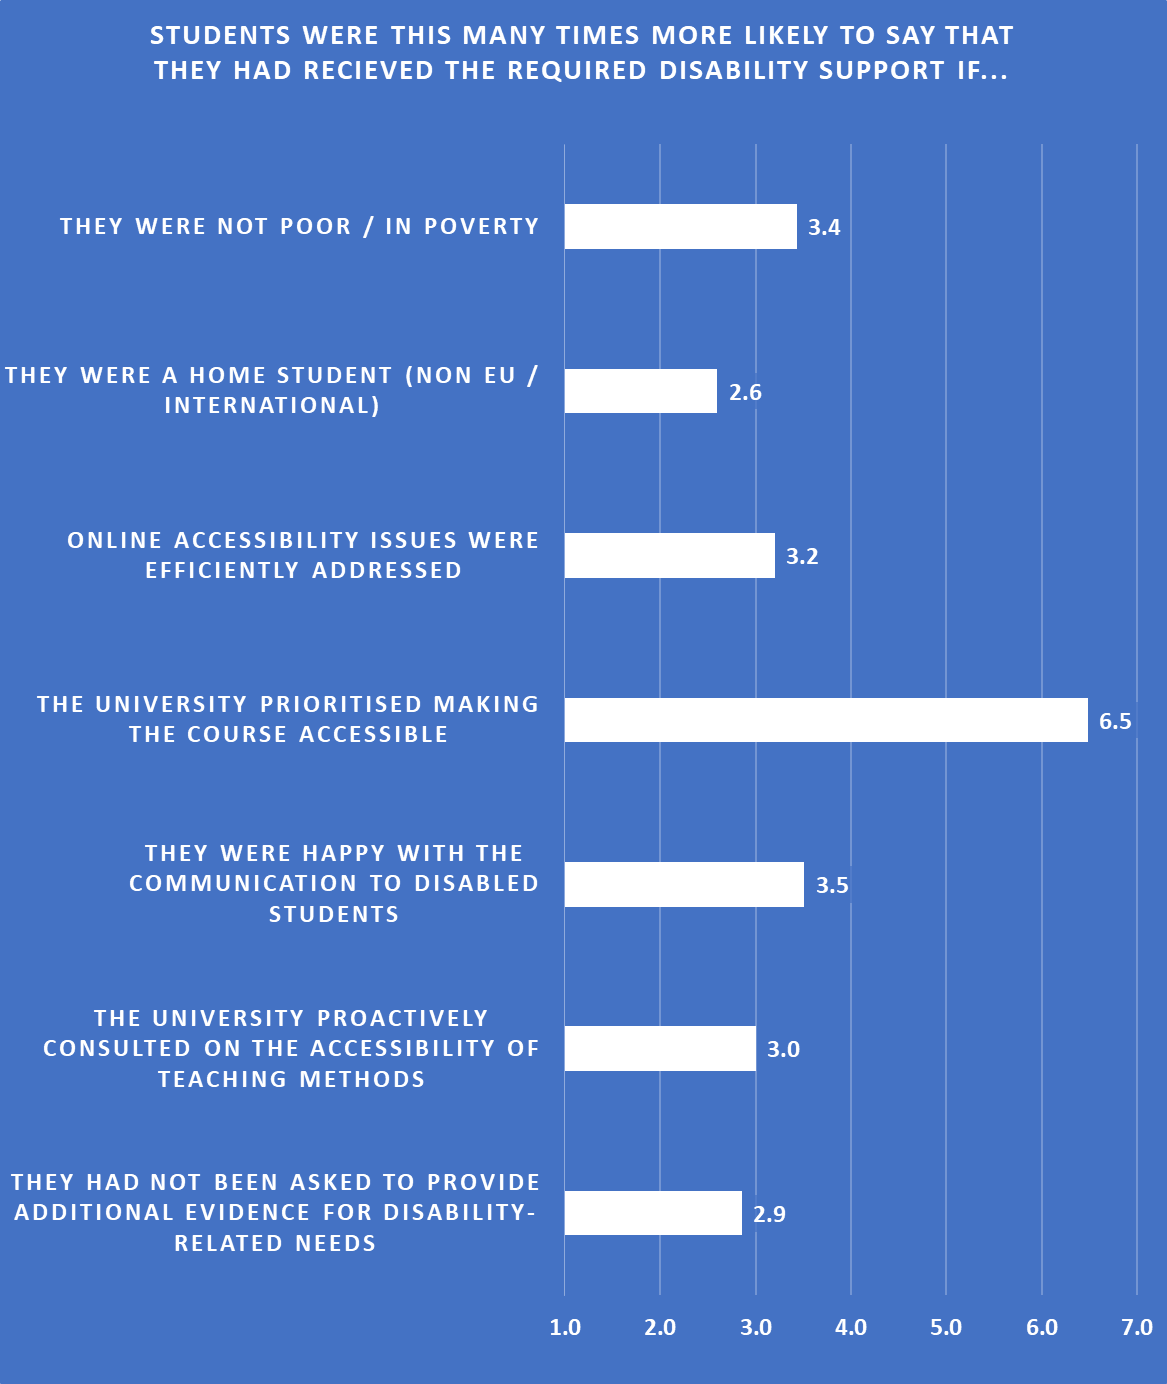 STUDENTS WERE THIS MANY TIMES MORE LIKELY TO SAY THAT
THEY HAD RECIEVED THE REQUIRED DISABILITY SUPPORT IF...
THEY WERE NOT POOR / IN POVERTY
3.4
THEY WERE A HOME STUDENT (NON EU /
INTERNATIONAL)
2.6
ONLINE ACCESSIBILITY ISSUES WERE
EFFICIENTLY ADDRESSED
3.2
THE UNIVERSITY PRIORITISED MAKING
THE COURSE ACCESSIBLE
6.5
THEY WERE HAPPY WITH THE
COMMUNICATION TO DISABLED
STUDENTS
3.5
THE UNIVERSITY PROACTIVELY
CONSULTED ON THE ACCESSIBILITY OF
TEACHING METHODS
3.0
THEY HAD NOT BEEN ASKED TO PROVIDE
ADDITIONAL EVIDENCE FOR DISABILITY-
RELATED NEEDS
2.9
1.0 2.0 3.0 4.0 5.0 6.0 7.0